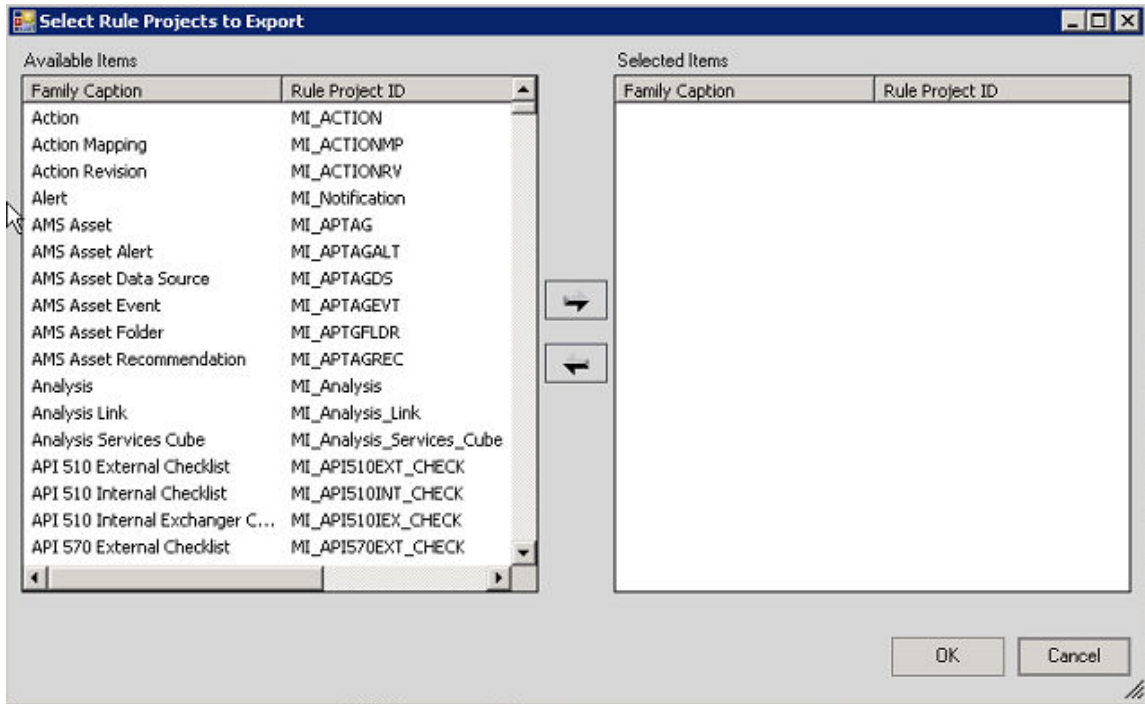 Select Rule Projects to Export
Available Items
Family Caption Rule Project ID
Action MI_ACTION
Action Mapping MI_ACTIONMP
Action Revision MI_ACTIONRV
Alert MI_Notification
AMS Asset MI_APTAG
AMS Asset Alert MI_APTAGALT
AMS Asset Data Source MI_APTAGDS
AMS Asset Event MI_APTAGEVT
AMS Asset Folder MI_APTGFLDR
AMS Asset Recommendation MI_APTAGREC
Analysis MI_Analysis
Analysis Link MI_Analysis_Link
Analysis Services Cube MI_Analysis_Services_Cube
API 510 External Checklist MI_API510EXT_CHECK
API 510 Internal Checklist MI_API510INT_CHECK
API 510 Internal Exchanger C... MI_API510IEX_CHECK
API 570 External Checklist MI_API570EXT_CHECK
Selected Items
Family Caption Rule Project ID
OK Cancel